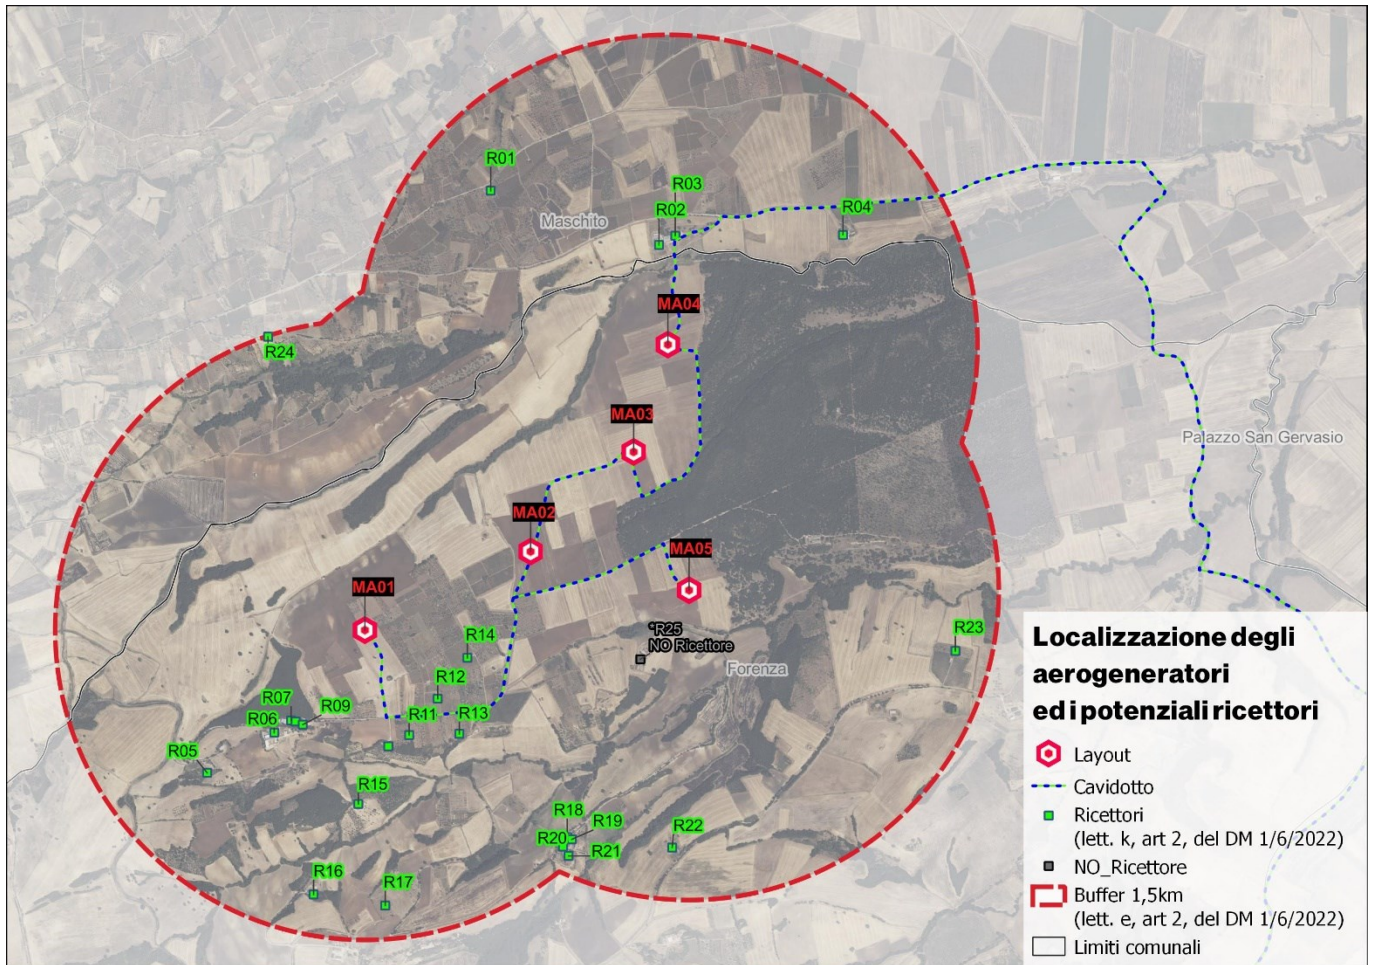 R01
R03
R02
R04
Maschito
MA04
R24
MA03
Palazzo San Gervasio
MA02
MA05
MA01
*R25
NO Ricettore
R14
R23
Forenza
R12
R07
R09
R06
R11
R13
R05
R15
R18
R19
R20
R21
R22
R16
R17
Localizzazione degli
aerogeneratori
ed i potenziali ricettori
Layout
Cavidotto
Ricettori
(lett. k, art 2, del DM 1/6/2022)
NO_Ricettore
Buffer 1,5km
(lett. e, art 2, del DM 1/6/2022)
Limiti comunali